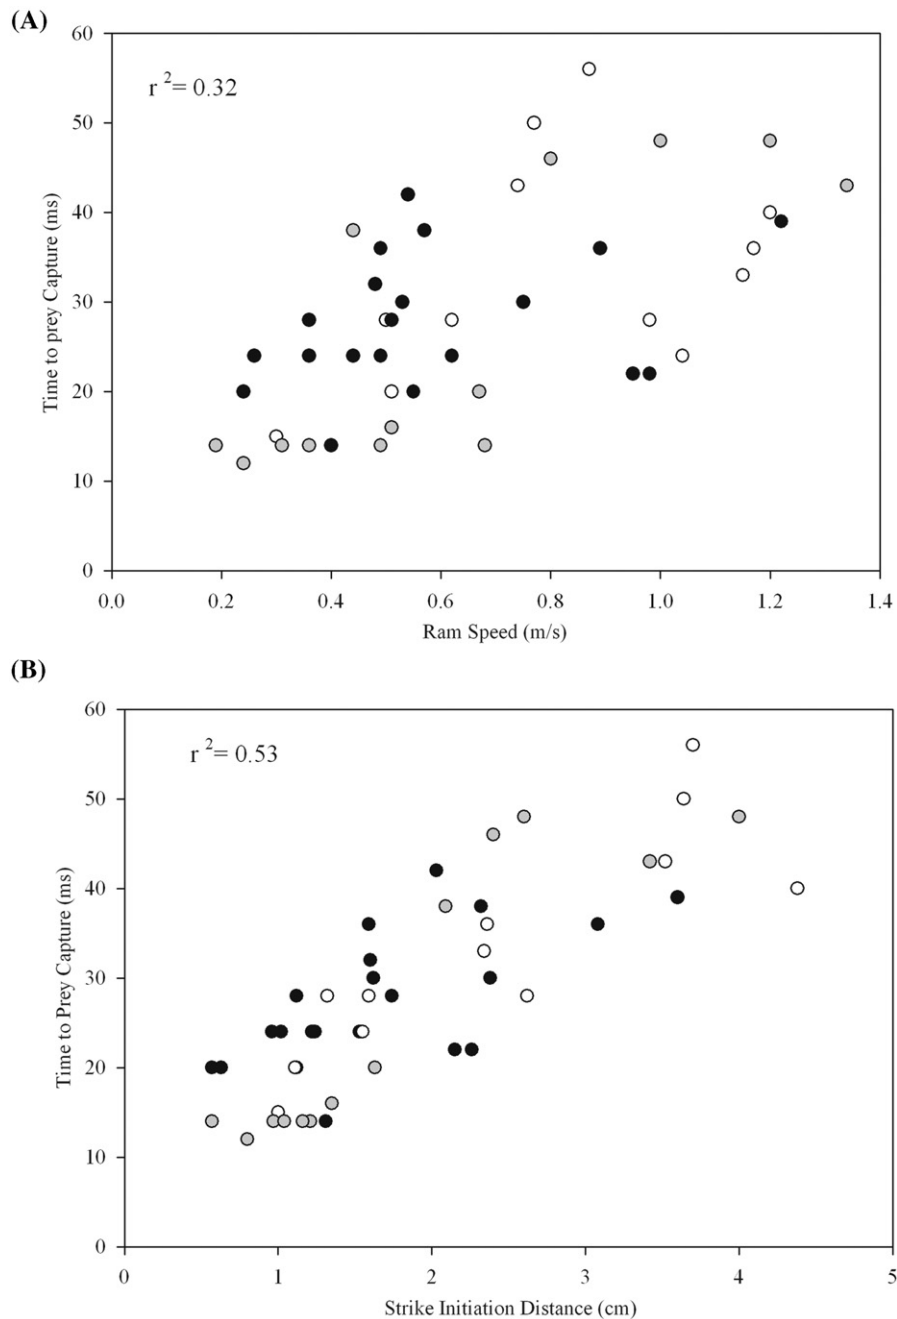 (A)
60
r 2= 0.32
50
40
30
20
10
0
Time to prey Capture (ms)
0.0 0.2 0.4 0.6 0.8 1.0 1.2 1.4
Ram Speed (m/s)
(B)
60
r 2= 0.53
50
40
30
20
10
0
Time to Prey Capture (ms)
0 1 2 3 4 5
Strike Initiation Distance (cm)